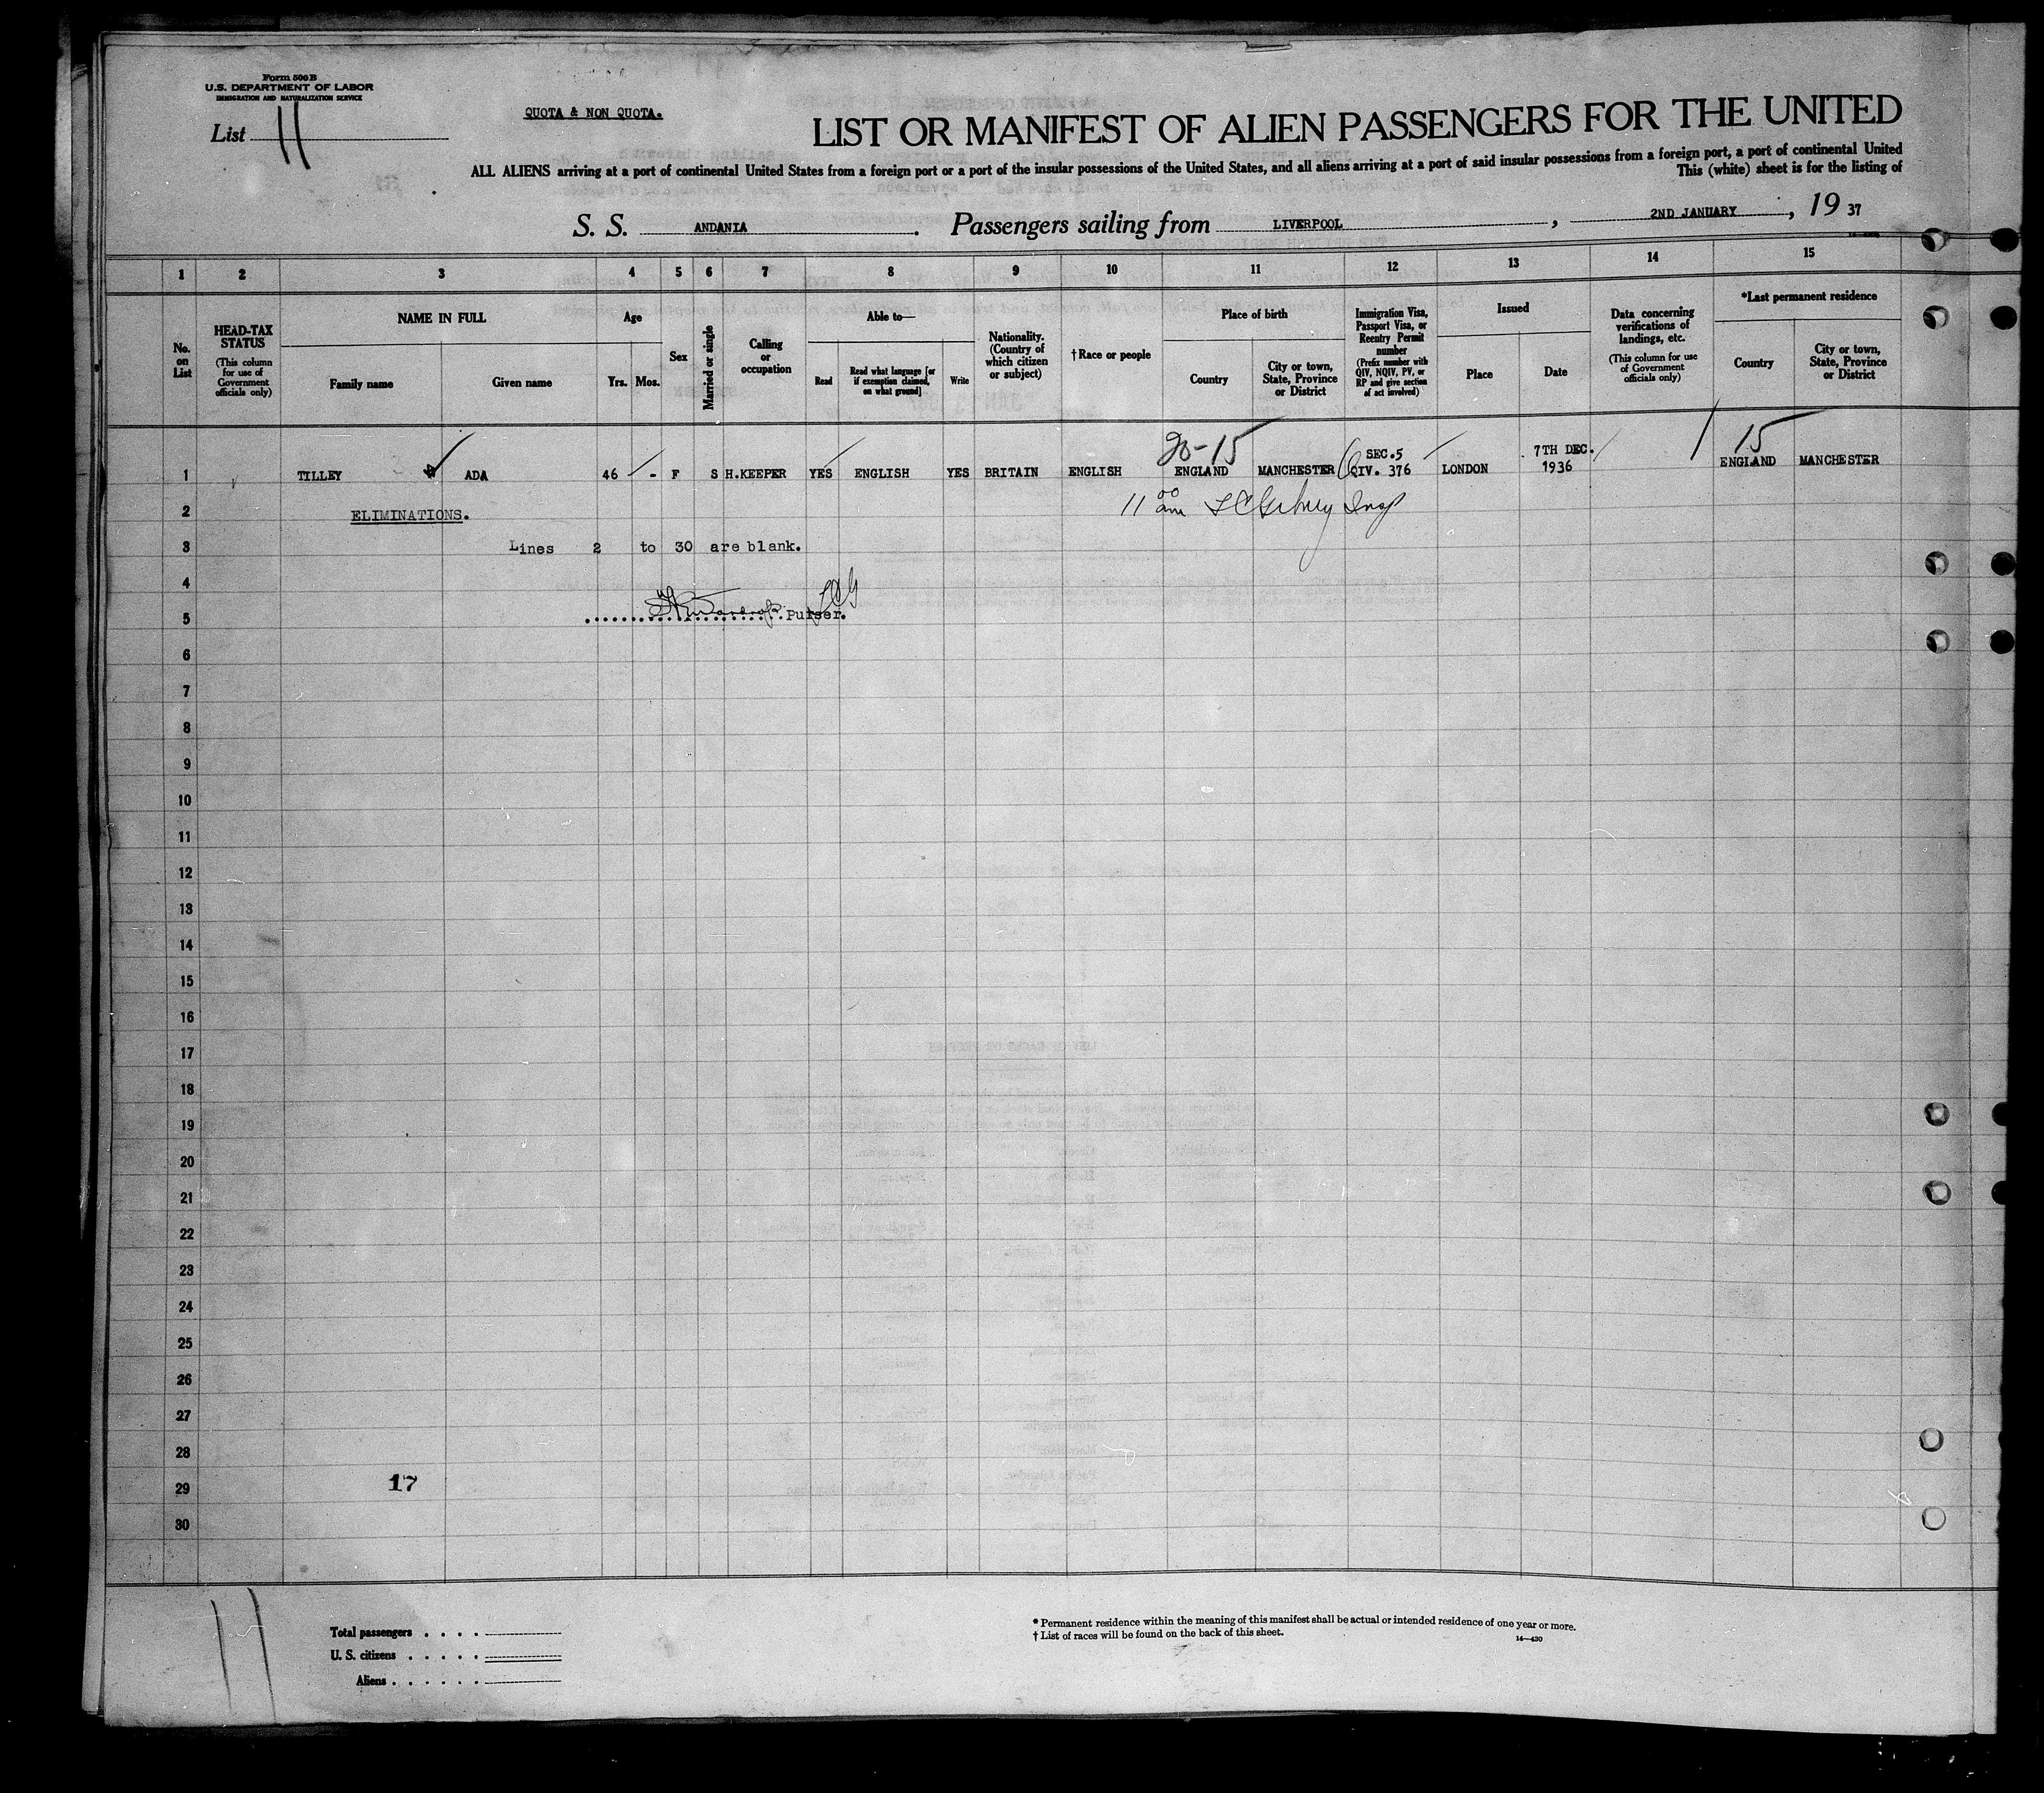 Form 500 B
U.S. DEPARTMENT OF LABOR
IMMIGRATION AND NATURALIZATION SERVICE
List 11
QUOTA & NON QUOTA.
LIST OR MANIFEST OF ALIEN PASSENGERS FOR THE UNITED
ALL ALIENS arriving at a port of continental United States from a foreign port or a port of the insular possessions of the United States, and all aliens arriving at a port of said insular possessions from a foreign port, a port of continental United
This (white) sheet is for the listing of
S. S. ANDANIA. Passengers sailing from LIVERPOOL, 2ND JANUARY, 19 37
1 2 3 4 5 6 7 8 9 10 11 12 13 14 15
No. on List
HEAD-TAX STATUS
(This column for use of Government officials only)
NAME IN FULL
Family name
Given name
Age
Yrs.
Mos.
Sex
Married or single
Calling or occupation
Able to—
Read
Read what language [or if exemption claimed, on what ground]
Write
Nationality. (Country of which citizen or subject)
†Race or people
Place of birth
Country
City or town, State, Province or District
Immigration Visa, Passport Visa, or Reentry Permit number
(Prefix number with QIV, NQIV, PV, or RP and give section of act involved)
Issued
Place
Date
Data concerning verifications of landings, etc.
(This column for use of Government officials only)
*Last permanent residence
Country
City or town, State, Province or District
20-15
15
SEC.5
7TH DEC.
1 TILLEY ADA 46 - F S H.KEEPER YES ENGLISH YES BRITAIN ENGLISH ENGLAND MANCHESTER QIV. 376 LONDON 1936 ENGLAND MANCHESTER
2 ELIMINATIONS. 11 00 am
3 Lines 2 to 30 are blank.
4
5 Purser.
6
7
8
9
10
11
12
13
14
15
16
17
18
19
20
21
22
23
24
25
26
27
28
29 17
30
11
Total passengers
U. S. citizens
Aliens
* Permanent residence within the meaning of this manifest shall be actual or intended residence of one year or more.
† List of races will be found on the back of this sheet.
14—430